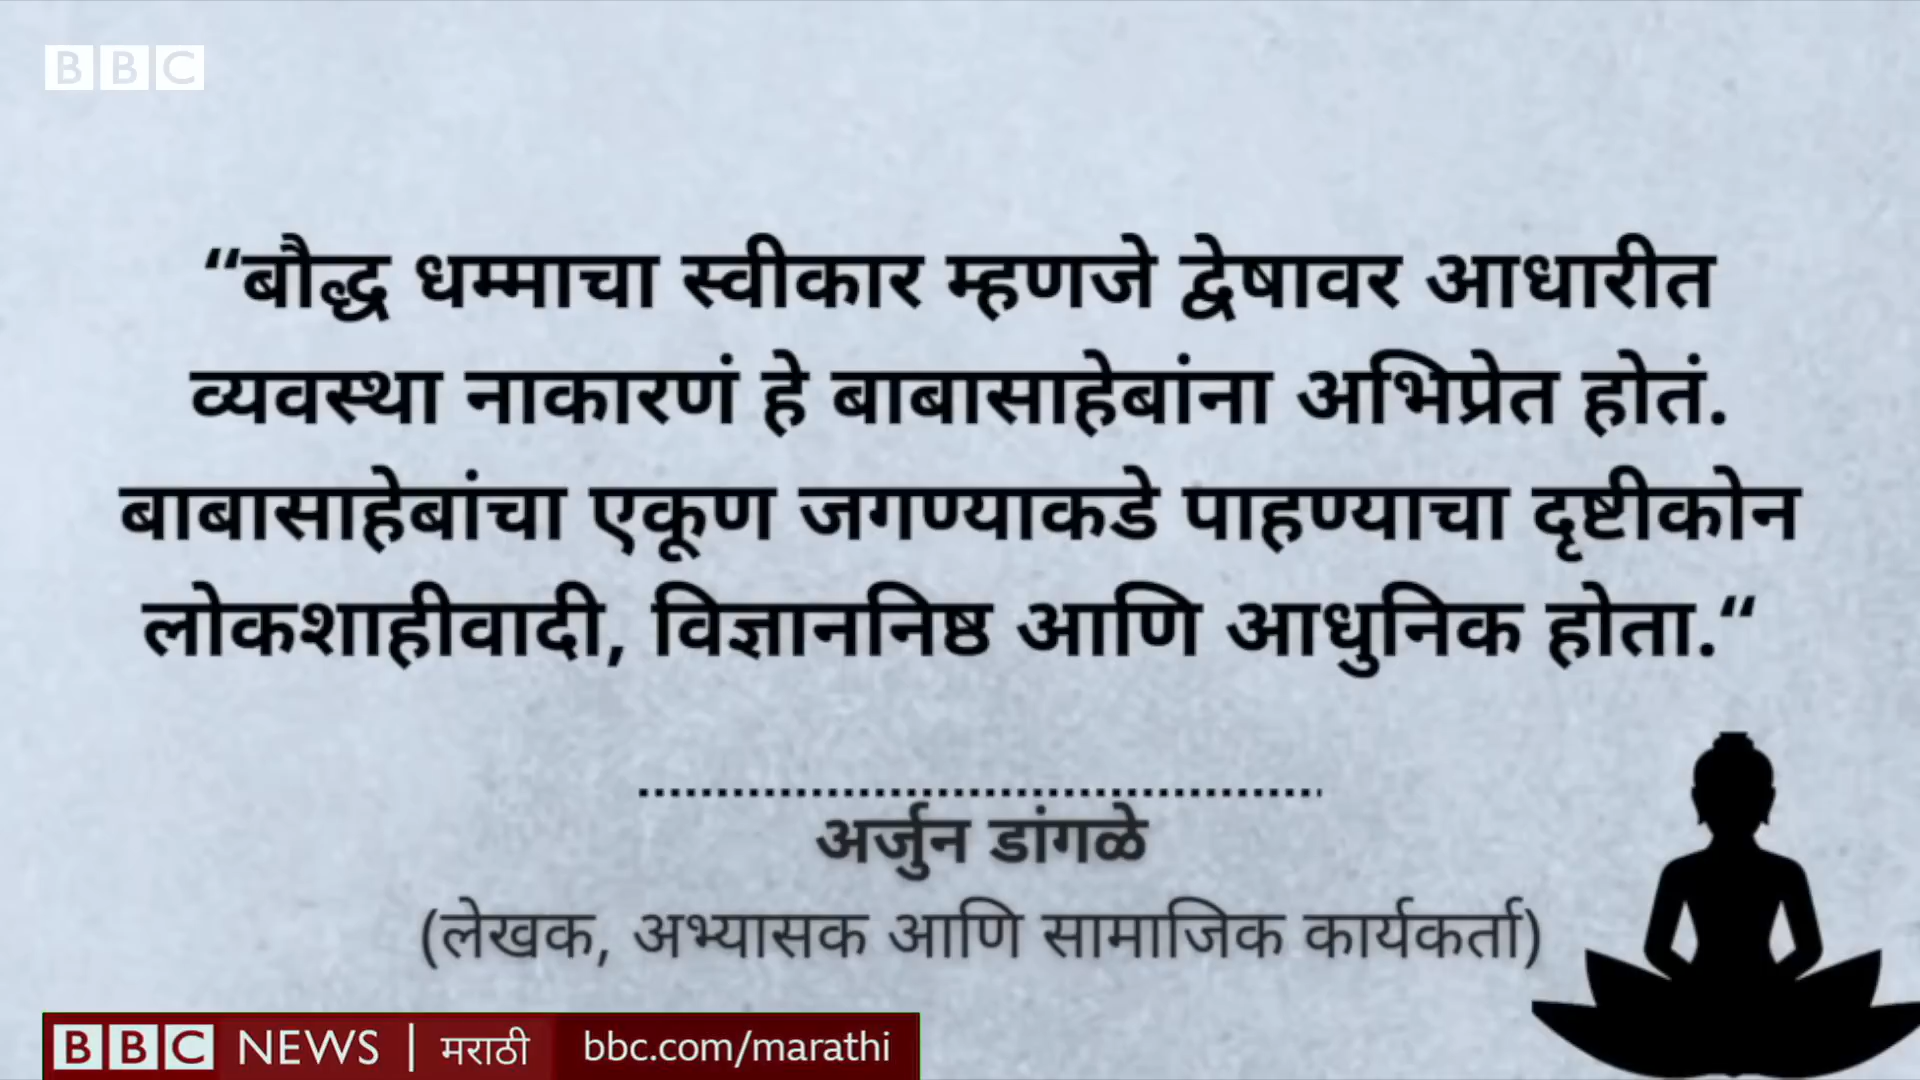 BBC
“बौद्ध धम्माचा स्वीकार म्हणजे द्वेषावर आधारीत
व्यवस्था नाकारणं हे बाबासाहेबांना अभिप्रेत होतं.
बाबासाहेबांचा एकूण जगण्याकडे पाहण्याचा दृष्टीकोन
लोकशाहीवादी, विज्ञाननिष्ठ आणि आधुनिक होता.“
अर्जुन डांगळे
(लेखक, अभ्यासक आणि सामाजिक कार्यकर्ता)
BBC NEWS | मराठी bbc.com/marathi